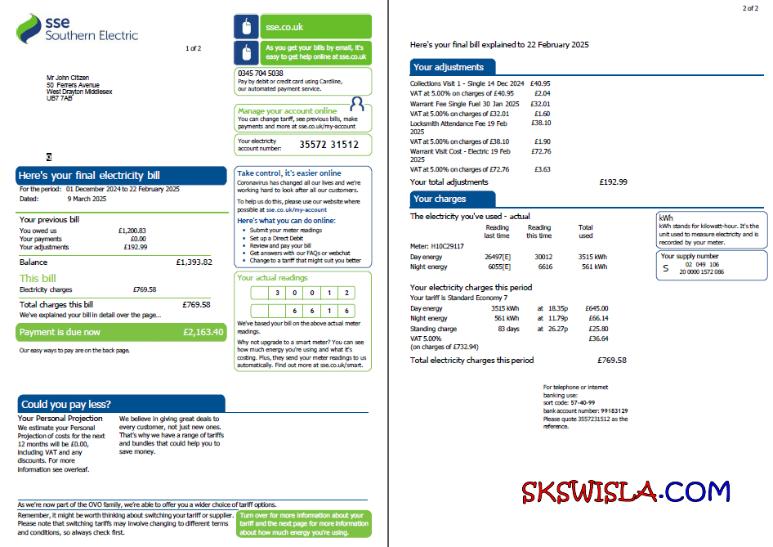 sse
Southern Electric
1 of 2
sse.co.uk
As you get your bills by email, it's
easy to get help online at sse.co.uk
0345 704 5038
Pay by debit or credit card using Cardline,
our automated payment service.
Mr John Citizen
50 Ferrers Avenue
West Drayton Middlesex
UB7 7AB
Manage your account online
You can change tariff, see previous bills, make
payments and more at sse.co.uk/my-account
Your electricity
account number: 35572 31512
Here's your final electricity bill
For the period: 01 December 2024 to 22 February 2025
Dated: 9 March 2025
Your previous bill
You owed us £1,200.83
Your payments £0.00
Your adjustments £192.99
Balance £1,393.82
This bill
Electricity charges £769.58
Total charges this bill £769.58
We've explained your bill in detail over the page...
Payment is due now £2,163.40
Our easy ways to pay are on the back page.
Take control, it's easier online
Coronavirus has changed all our lives and we're
working hard to look after all our customers.
To help us do this, please use our website where
possible at sse.co.uk/my-account
Here's what you can do online:
• Submit your meter readings
• Set up a Direct Debit
• Review and pay your bill
• Get answers with our FAQs or webchat
• Change to a tariff that might suit you better
Your actual readings
3 0 0 1 2
6 6 1 6
We've based your bill on the above actual meter
readings.
Why not upgrade to a smart meter? You can see
how much energy you're using and what it's
costing. Plus, they send your meter readings to us
automatically. Find out more at sse.co.uk/smart.
Could you pay less?
Your Personal Projection
We estimate your Personal
Projection of costs for the next
12 months will be £0.00,
including VAT and any
discounts. For more
information see overleaf.
We believe in giving great deals to
every customer, not just new ones.
That's why we have a range of tariffs
and bundles that could help you to
save money.
As we're now part of the OVO family, we're able to offer you a wider choice of tariff options.
Remember, it might be worth thinking about switching your tariff or supplier.
Please note that switching tariffs may involve changing to different terms
and conditions, so always check first.
Turn over for more information about your
tariff and the next page for more information
about how much energy you're using.
2 of 2
Here's your final bill explained to 22 February 2025
Your adjustments
Collections Visit 1 - Single 14 Dec 2024 £40.95
VAT at 5.00% on charges of £40.95 £2.04
Warrant Fee Single Fuel 30 Jan 2025 £32.01
VAT at 5.00% on charges of £32.01 £1.60
Locksmith Attendance Fee 19 Feb £38.10
2025
VAT at 5.00% on charges of £38.10 £1.90
Warrant Visit Cost - Electric 19 Feb £72.76
2025
VAT at 5.00% on charges of £72.76 £3.63
Your total adjustments £192.99
Your charges
The electricity you've used - actual
Reading Reading Total
last time this time used
Meter: H10C29117
Day energy 26497(E) 30012 3515 kWh
Night energy 6055(E) 6616 561 kWh
kWh
kWh stands for kilowatt-hour. It's the
unit used to measure electricity and is
recorded by your meter.
Your supply number
S 02 049 106
20 0000 1572 086
Your electricity charges this period
Your tariff is Standard Economy 7
Day energy 3515 kWh at 18.35p £645.00
Night energy 561 kWh at 11.79p £66.14
Standing charge 83 days at 26.27p £25.80
VAT 5.00% £36.64
(on charges of £732.94)
Total electricity charges this period £769.58
For telephone or internet
banking use:
sort code: 57-40-99
bank account number: 99183129
Please quote 3557231512 as the
reference.
SKSWISLA.COM